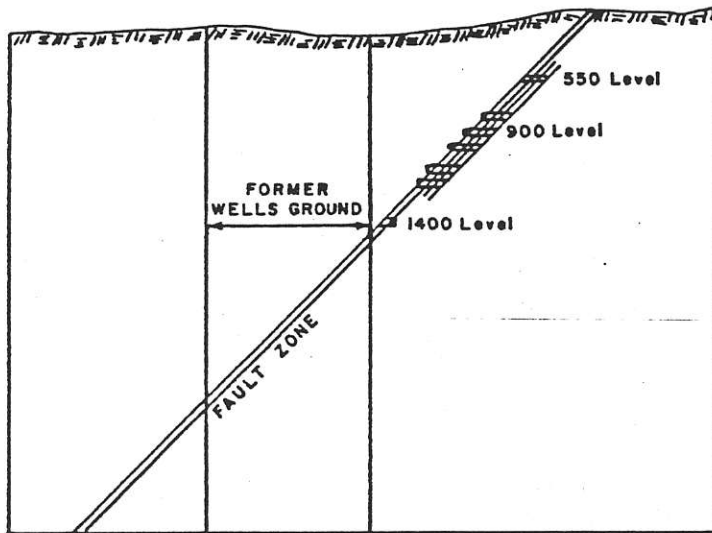 550 Level
900 Level
FORMER
WELLS GROUND
1400 Level
FAULT ZONE